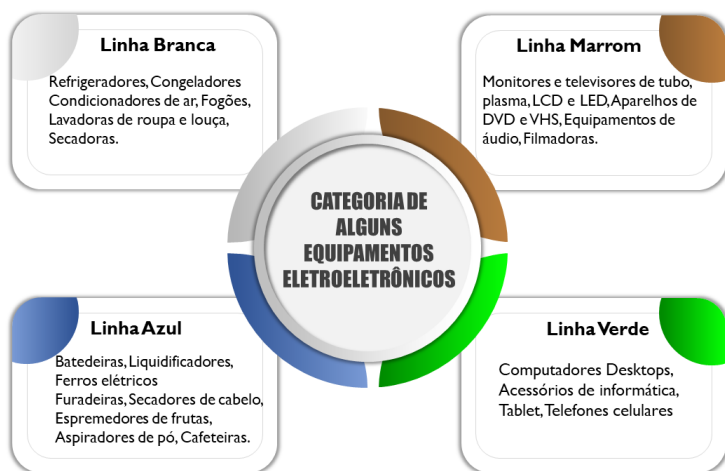 Linha Branca
Refrigeradores, Congeladores
Condicionadores de ar, Fogões,
Lavadoras de roupa e louça,
Secadoras.
Linha Marrom
Monitores e televisores de tubo,
plasma, LCD e LED, Aparelhos de
DVD e VHS, Equipamentos de
áudio, Filmadoras.
CATEGORIA DE
ALGUNS
EQUIPAMENTOS
ELETROELETRÔNICOS
Linha Azul
Batedeiras, Liquidificadores,
Ferros elétricos
Furadeiras, Secadores de cabelo,
Espremedores de frutas,
Aspiradores de pó, Cafeteiras.
Linha Verde
Computadores Desktops,
Acessórios de informática,
Tablet, Telefones celulares